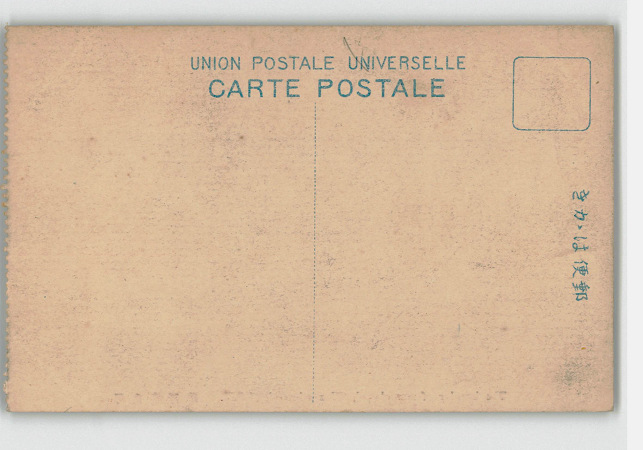 UNION POSTALE UNIVERSELLE
CARTE POSTALE
郵便はがき